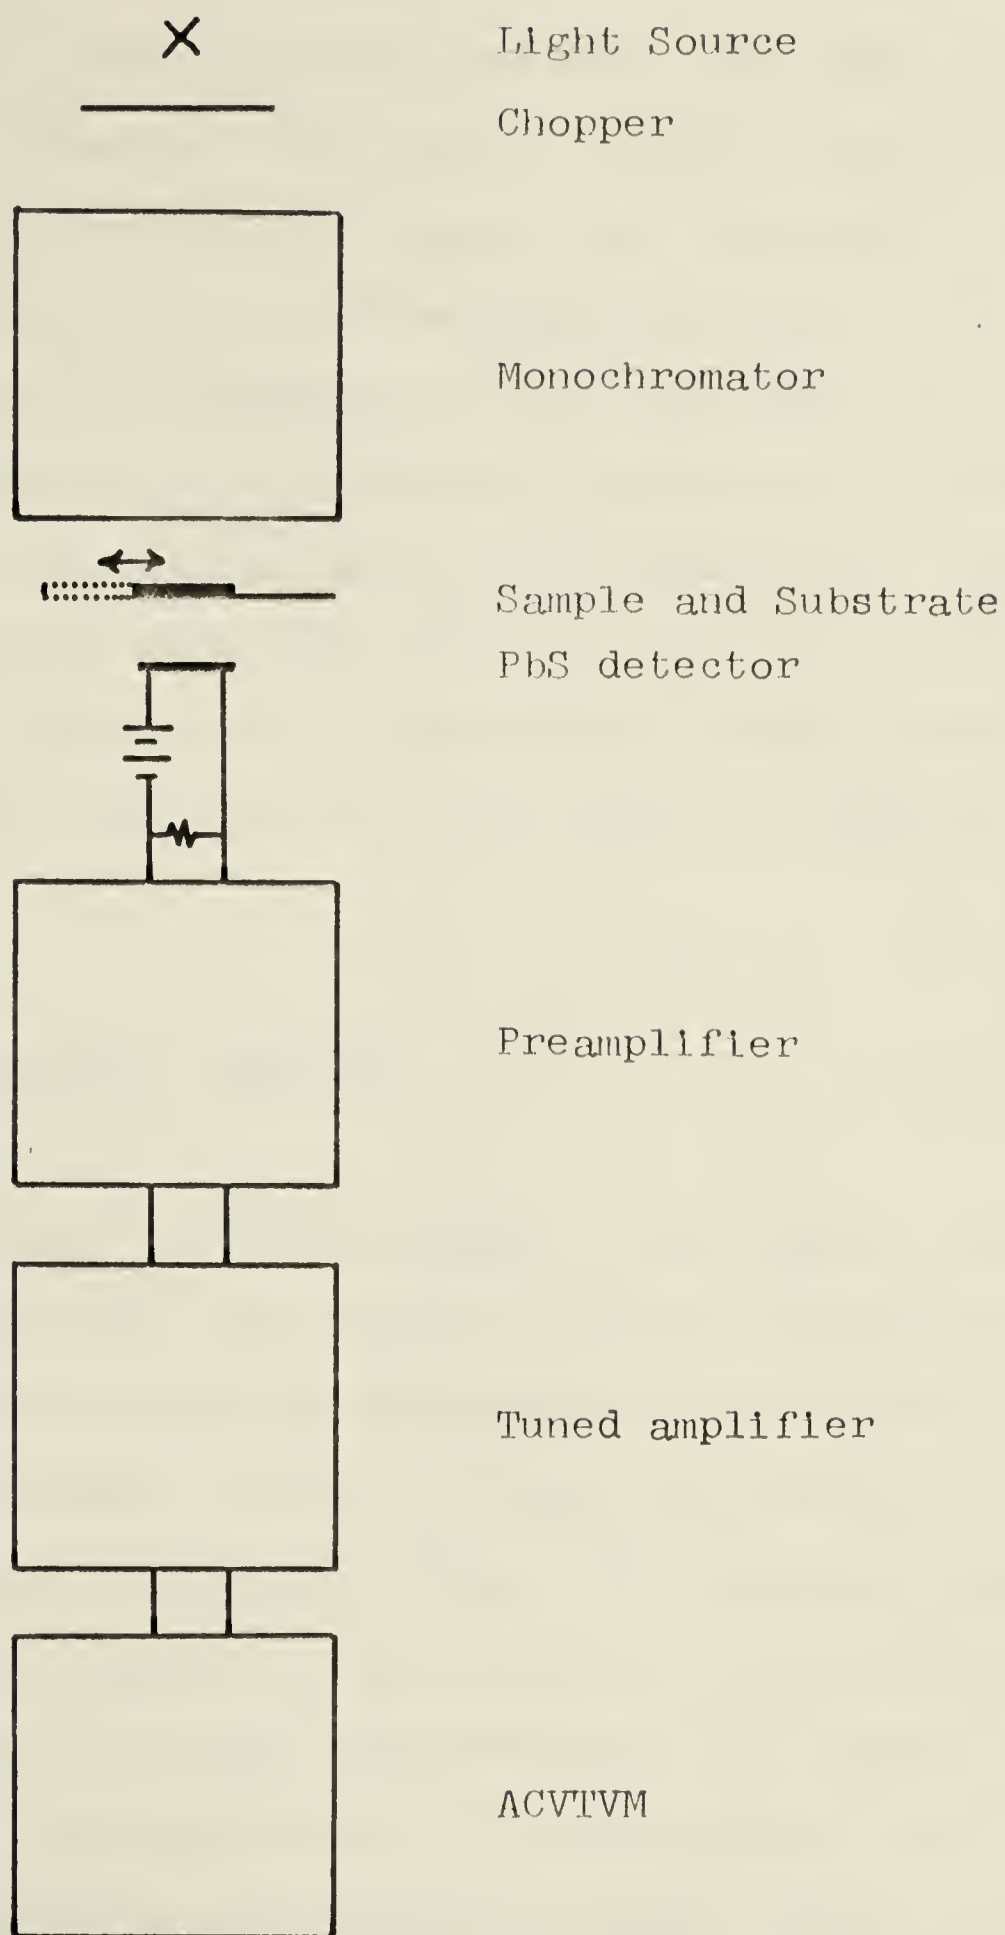 Light Source
Chopper
Monochromator
Sample and Substrate
PbS detector
Preamplifier
Tuned amplifier
ACVTVM